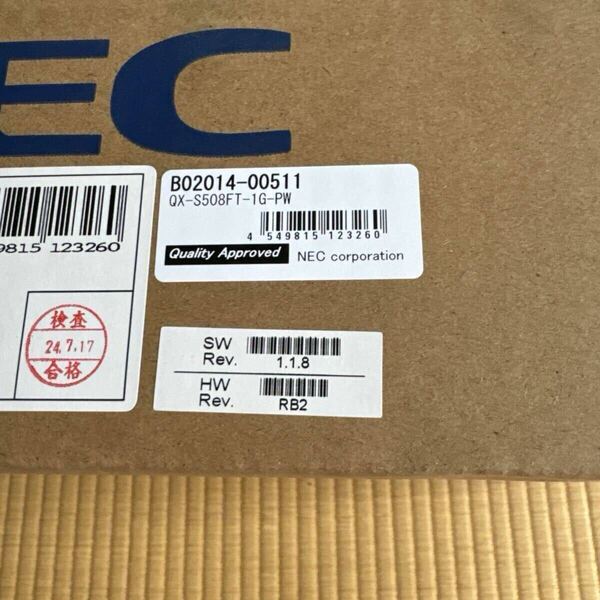 EC
B02014-00511
QX-S508FT-1G-PW
4 549815 123260
Quality Approved NEC corporation
9815 123260
検査
24.7.17
合格
SW
Rev. 1.1.8
HW
Rev. RB2